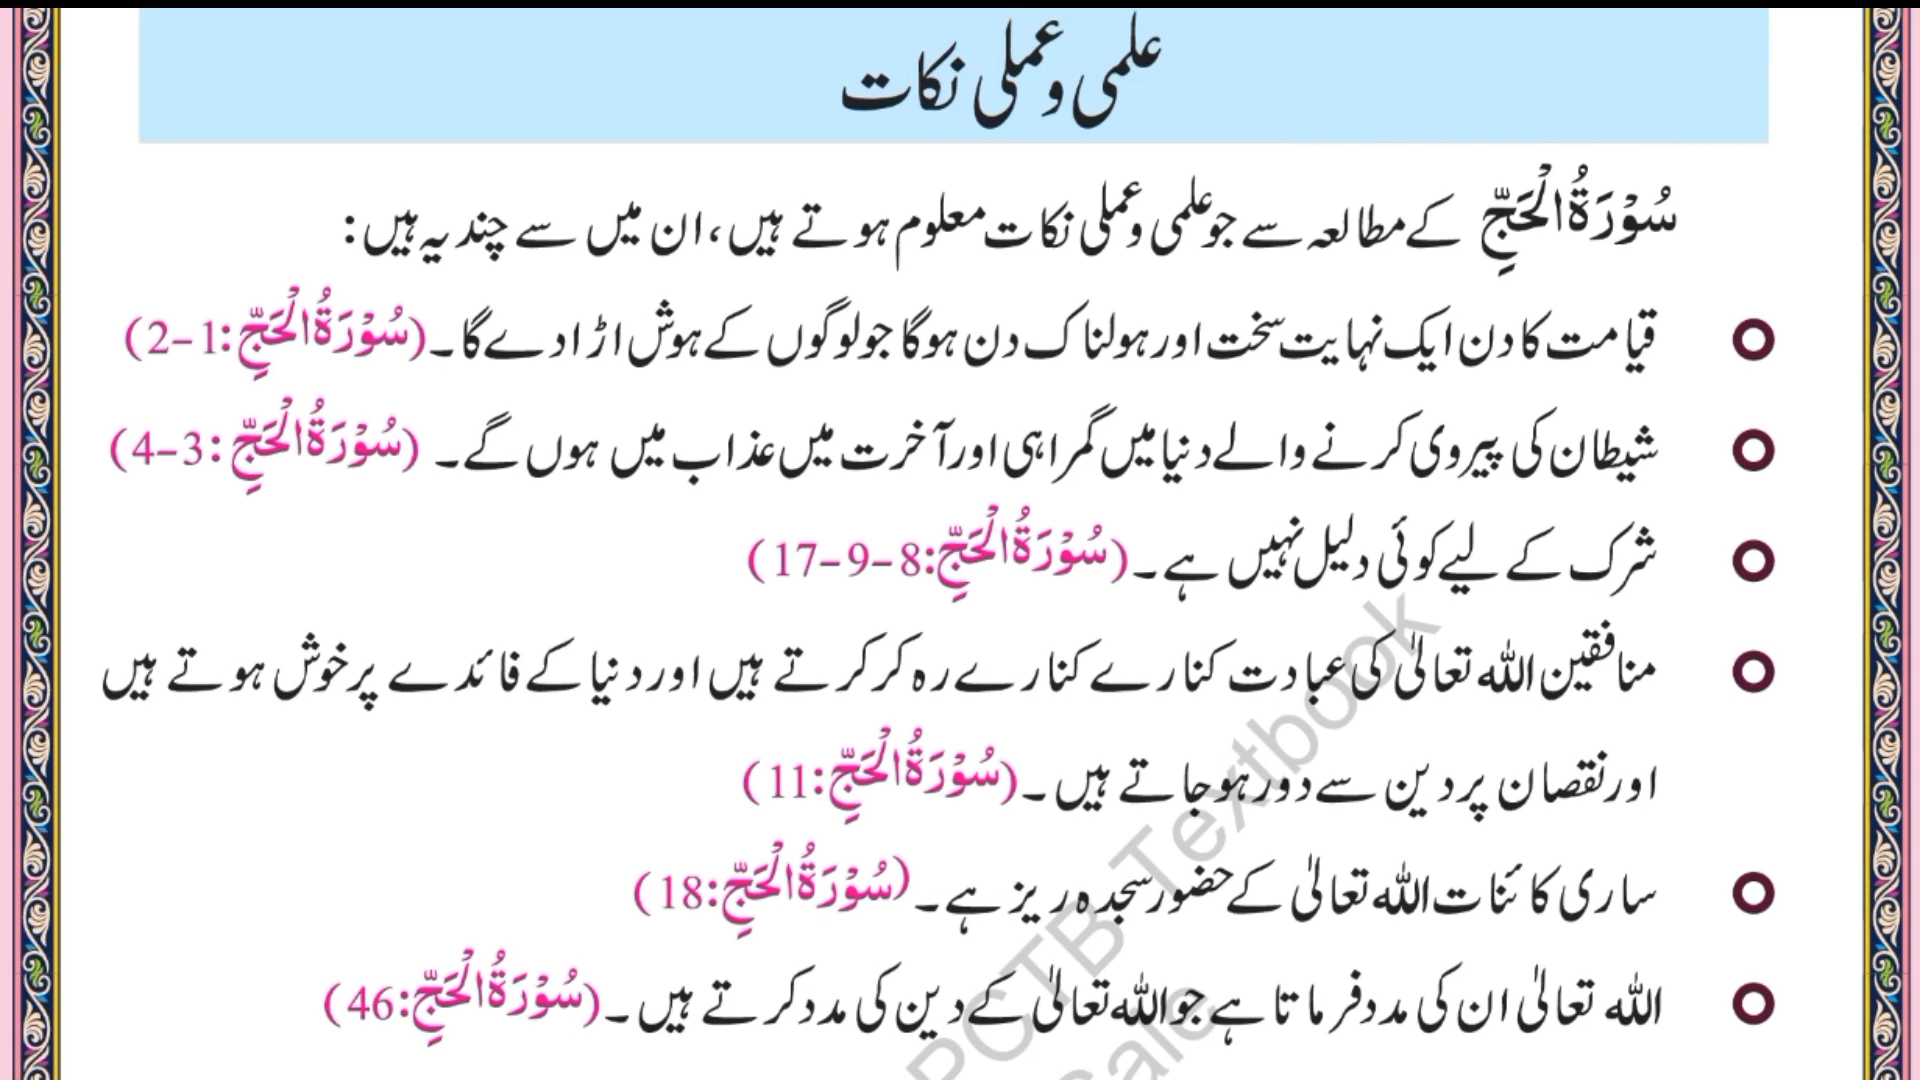 علمی و عملی نکات
سُوْرَۃُ الْحَجِّ کے مطالعہ سے جو علمی و عملی نکات معلوم ہوتے ہیں، ان میں سے چند یہ ہیں:
قیامت کا دن ایک نہایت سخت اور ہولناک دن ہوگا جو لوگوں کے ہوش اڑا دے گا۔ (سُوْرَۃُ الْحَجِّ:1-2)
شیطان کی پیروی کرنے والے دنیا میں گمراہی اور آخرت میں عذاب میں ہوں گے۔ (سُوْرَۃُ الْحَجِّ:3-4)
شرک کے لیے کوئی دلیل نہیں ہے۔ (سُوْرَۃُ الْحَجِّ:8-9-17)
منافقین اللہ تعالیٰ کی عبادت کنارے کنارے رہ کر کرتے ہیں اور دنیا کے فائدے پر خوش ہوتے ہیں
اور نقصان پر دین سے دور ہو جاتے ہیں۔ (سُوْرَۃُ الْحَجِّ:11)
ساری کائنات اللہ تعالیٰ کے حضور سجدہ ریز ہے۔ (سُوْرَۃُ الْحَجِّ:18)
اللہ تعالیٰ ان کی مدد فرماتا ہے جو اللہ تعالیٰ کے دین کی مدد کرتے ہیں۔ (سُوْرَۃُ الْحَجِّ:46)
PCTB Textbook
Sale